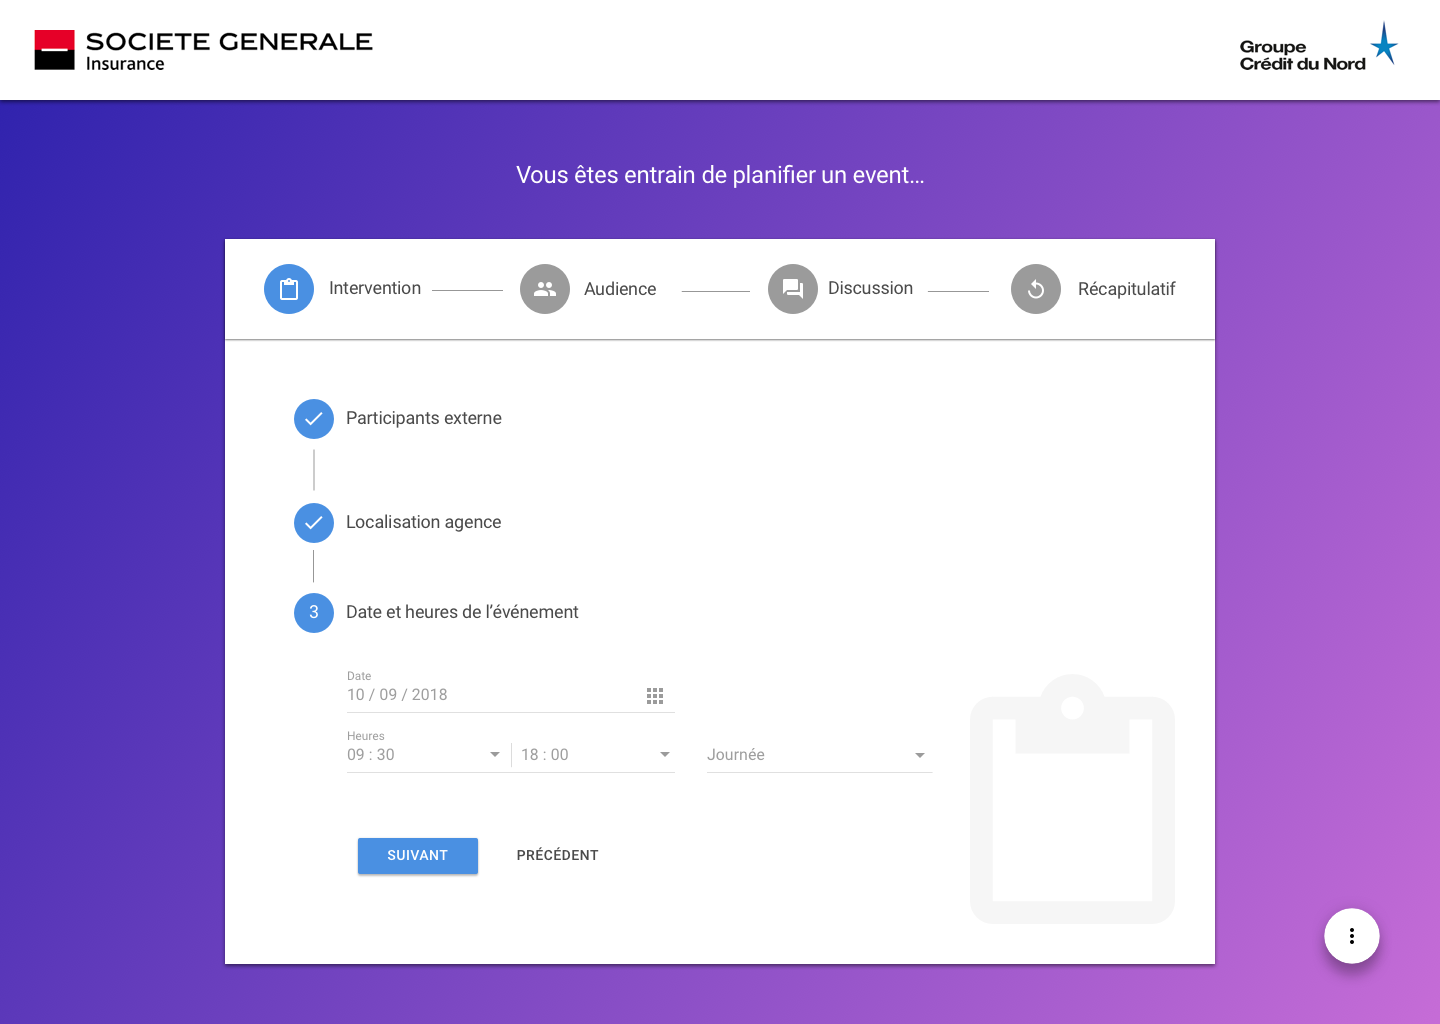 SOCIETE GENERALE
Insurance
Groupe
Crédit du Nord
Vous êtes entrain de planifier un event...
Intervention
Audience
Discussion
Récapitulatif
Participants externe
Localisation agence
3 Date et heures de l’événement
Date
10 / 09 / 2018
Heures
09 : 30
18 : 00
Journée
SUIVANT
PRÉCÉDENT